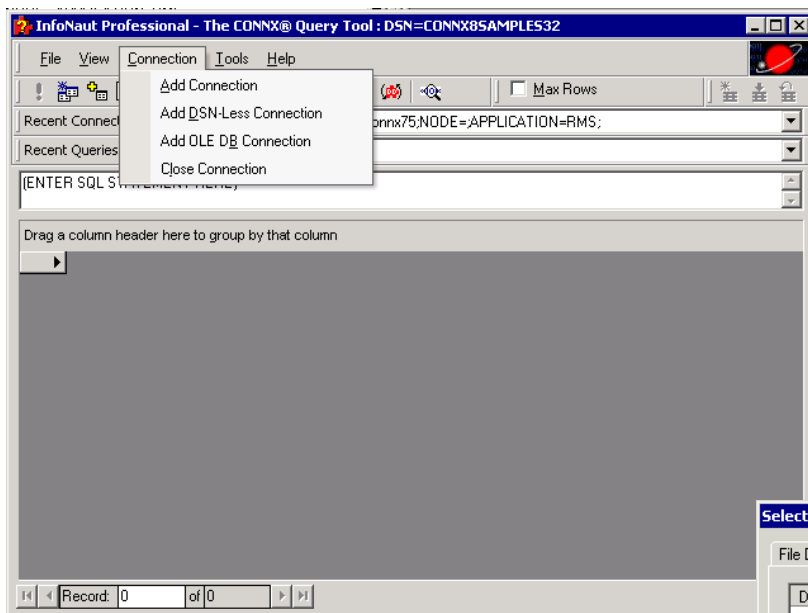 InfoNaut Professional - The CONNX® Query Tool : DSN=CONNX8SAMPLES32
File View Connection Tools Help
Add Connection
Add DSN-Less Connection
Add OLE DB Connection
Close Connection
Max Rows
Recent Connect onnx75;NODE=;APPLICATION=RMS;
Recent Queries
(ENTER SQL STATEMENT HERE)
Drag a column header here to group by that column
Record: 0 of 0
Select
File D
D